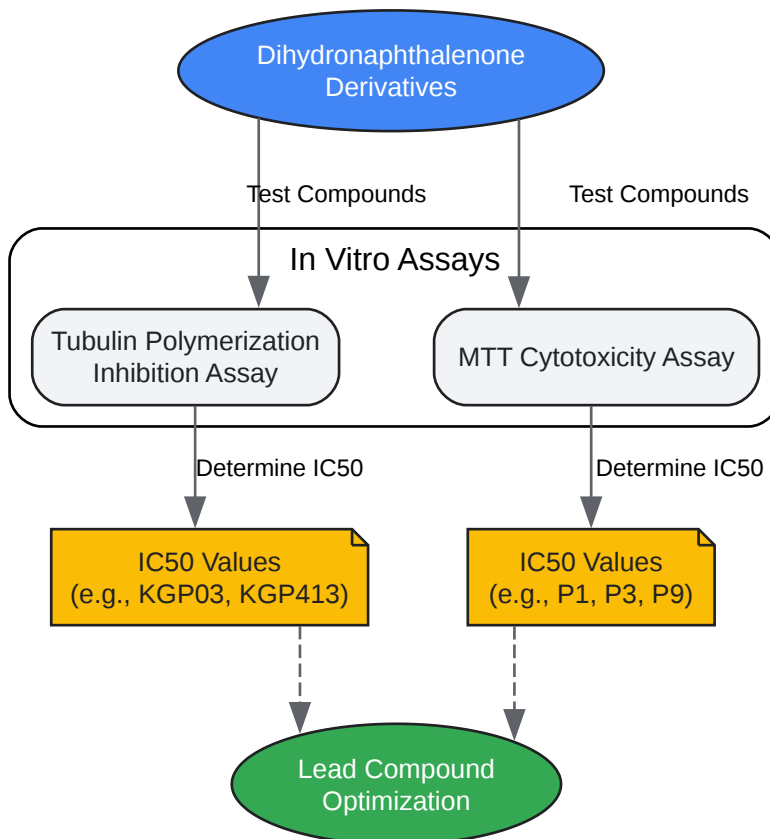 Dihydronaphthalenone
Derivatives
Test Compounds
Test Compounds
In Vitro Assays
Tubulin Polymerization
Inhibition Assay
MTT Cytotoxicity Assay
Determine IC50
Determine IC50
IC50 Values
(e.g., KGP03, KGP413)
IC50 Values
(e.g., P1, P3, P9)
Lead Compound
Optimization